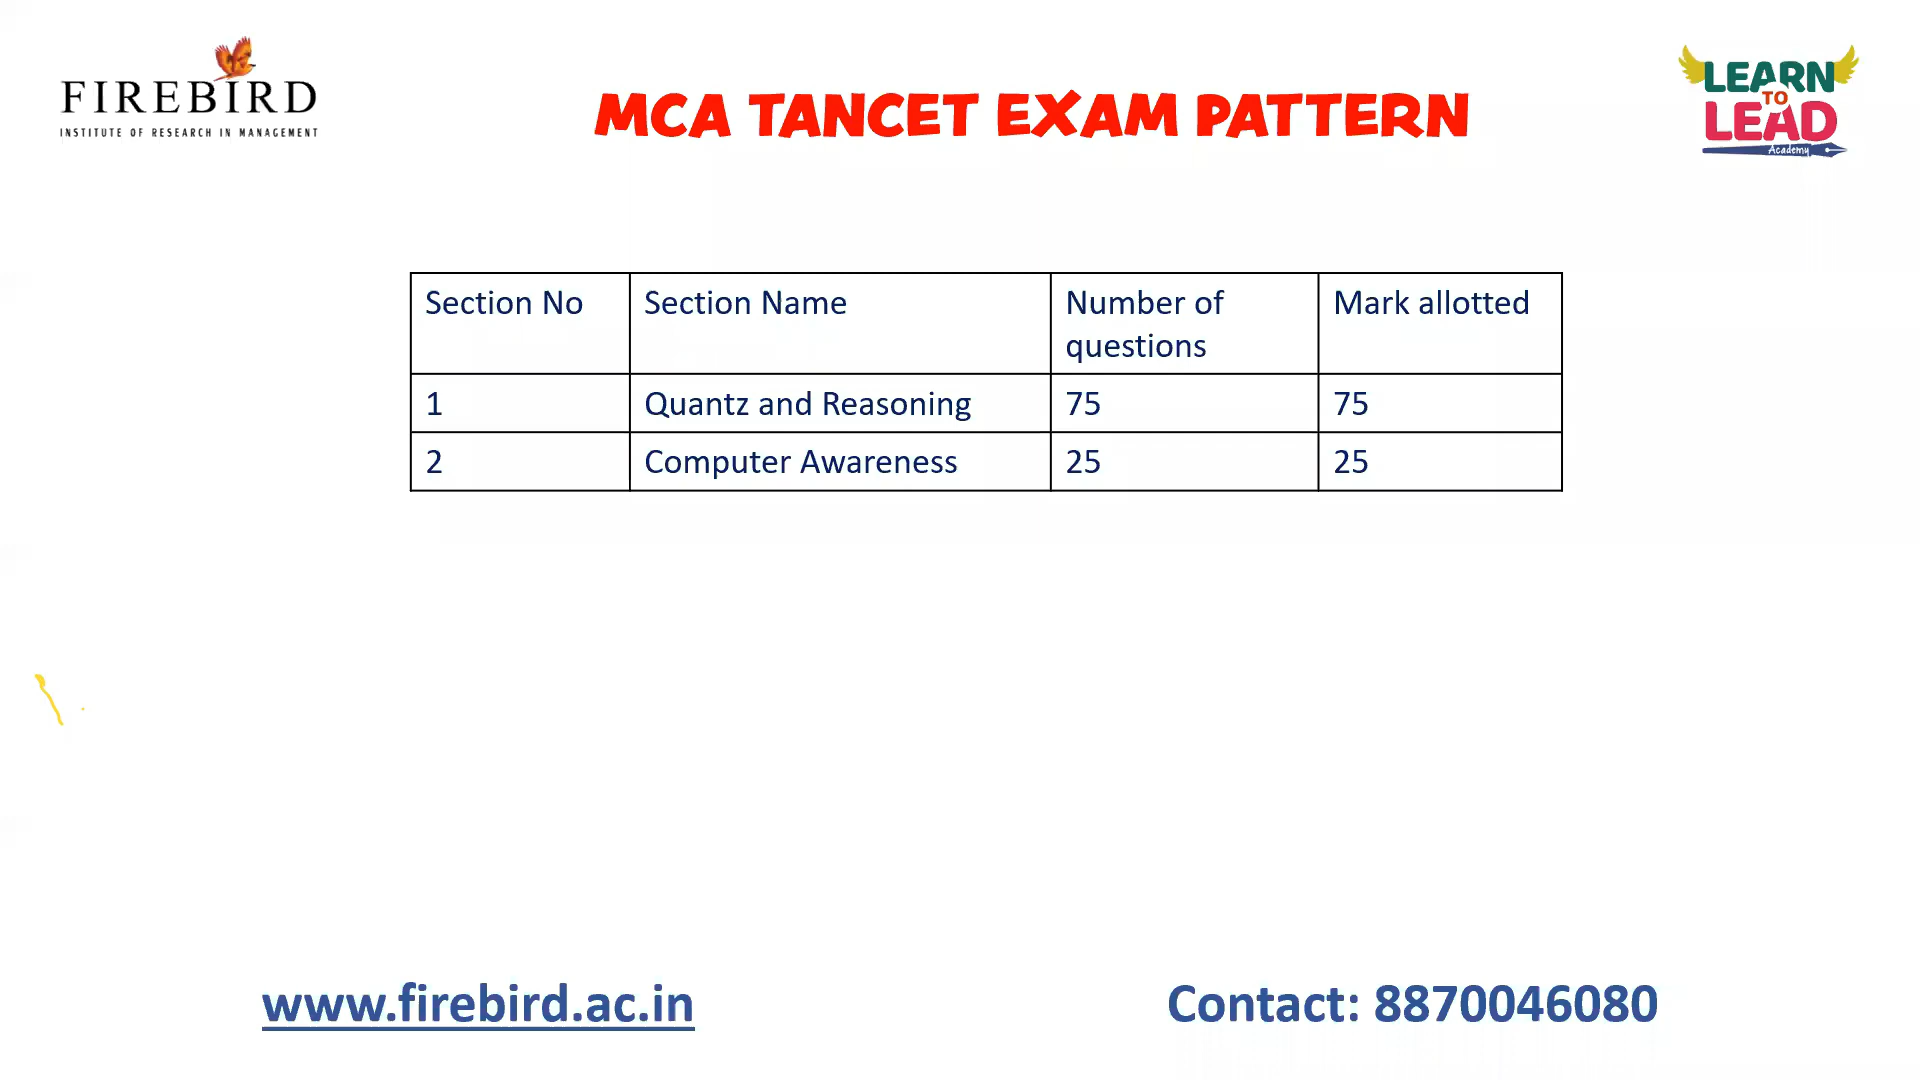 FIREBIRD
INSTITUTE OF RESEARCH IN MANAGEMENT
MCA TANCET EXAM PATTERN
LEARN
TO
LEAD
Academy
Section No Section Name Number of questions Mark allotted
1 Quantz and Reasoning 75 75
2 Computer Awareness 25 25
www.firebird.ac.in Contact: 8870046080